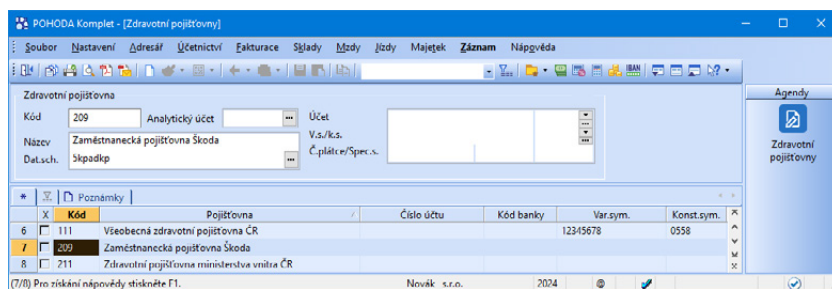 POHODA Komplet - [Zdravotní pojišťovny]
Soubor Nastavení Adresář Účetnictví Fakturace Sklady Mzdy Jízdy Majetek Záznam Nápověda
IBAN
Zdravotní pojišťovna
Agendy
Kód 209 Analytický účet Účet
Název Zaměstnanecká pojišťovna Škoda V.s./k.s.
Dat.sch. 5kpadkp Č.plátce/Spec.s.
Zdravotní
pojišťovny
* Poznámky
X Kód Pojišťovna Číslo účtu Kód banky Var.sym. Konst.sym.
6 111 Všeobecná zdravotní pojišťovna ČR 12345678 0558
7 209 Zaměstnanecká pojišťovna Škoda
8 211 Zdravotní pojišťovna ministerstva vnitra ČR
(7/8) Pro získání nápovědy stiskněte F1. Novák s.r.o. 2024 @